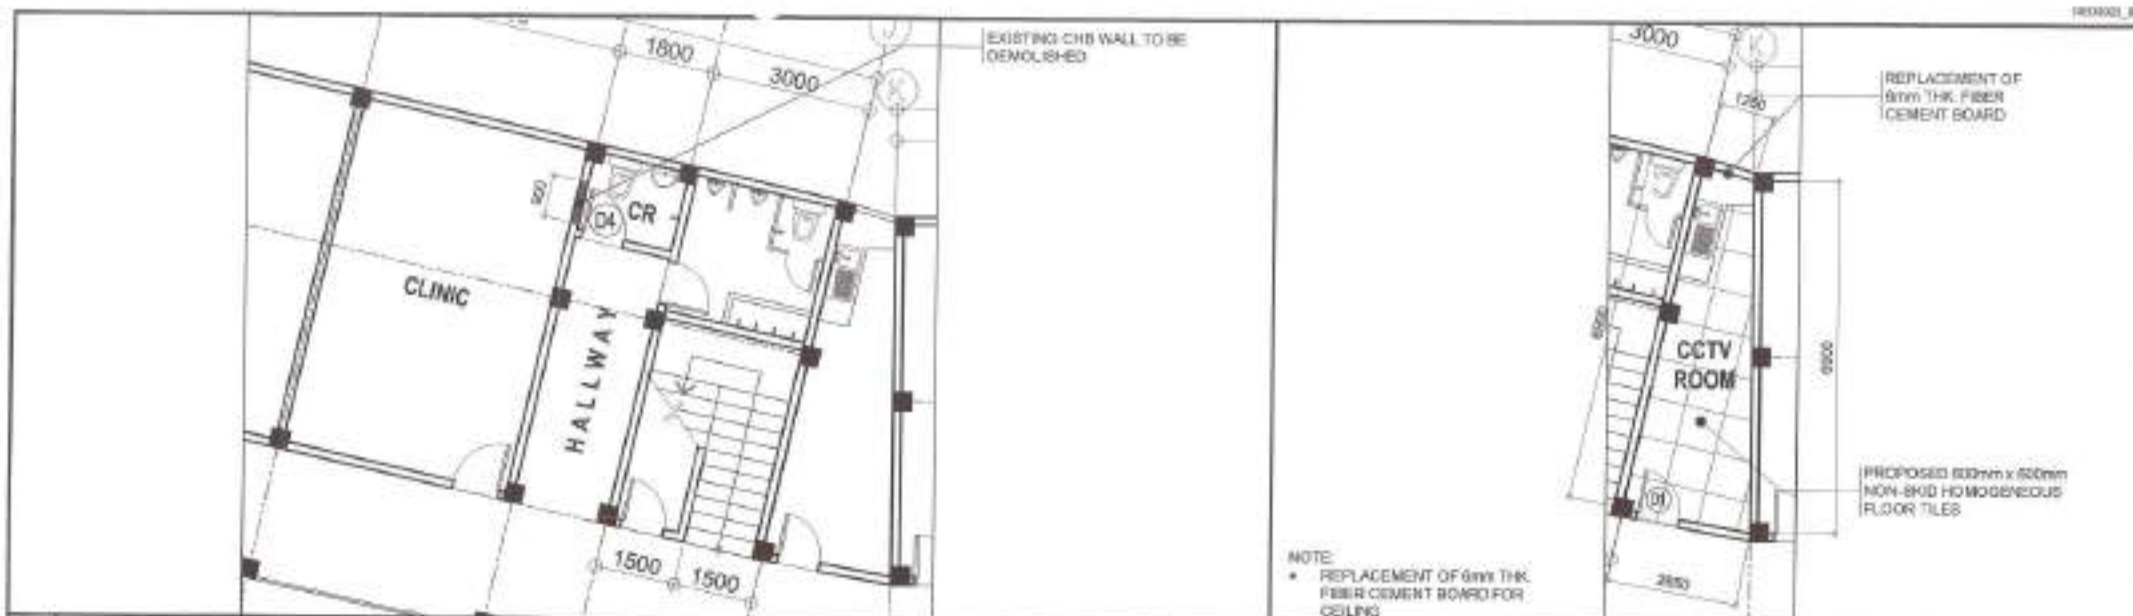 1800
3000
J
K
EXISTING CHB WALL TO BE
DEMOLISHED
900
D4
CR
CLINIC
HALLWAY
1500
1500
3000
K
1250
REPLACEMENT OF
6mm THK. FIBER
CEMENT BOARD
CCTV
ROOM
PROPOSED 600mm x 600mm
NON-SKID HOMOGENEOUS
FLOOR TILES
NOTE:
• REPLACEMENT OF 6mm THK.
FIBER CEMENT BOARD FOR
CEILING